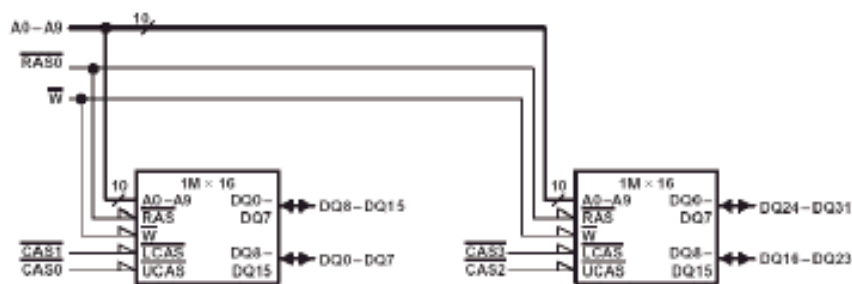 10
A0–A9
RAS0
W
10 1M × 16 10 1M × 16
A0–A9 DQ0– DQ8–DQ15 A0–A9 DQ0– DQ24–DQ31
RAS DQ7 RAS DQ7
W W
CAS1 LCAS DQ8– DQ0–DQ7 CAS3 LCAS DQ8– DQ16–DQ23
CAS0 UCAS DQ15 CAS2 UCAS DQ15